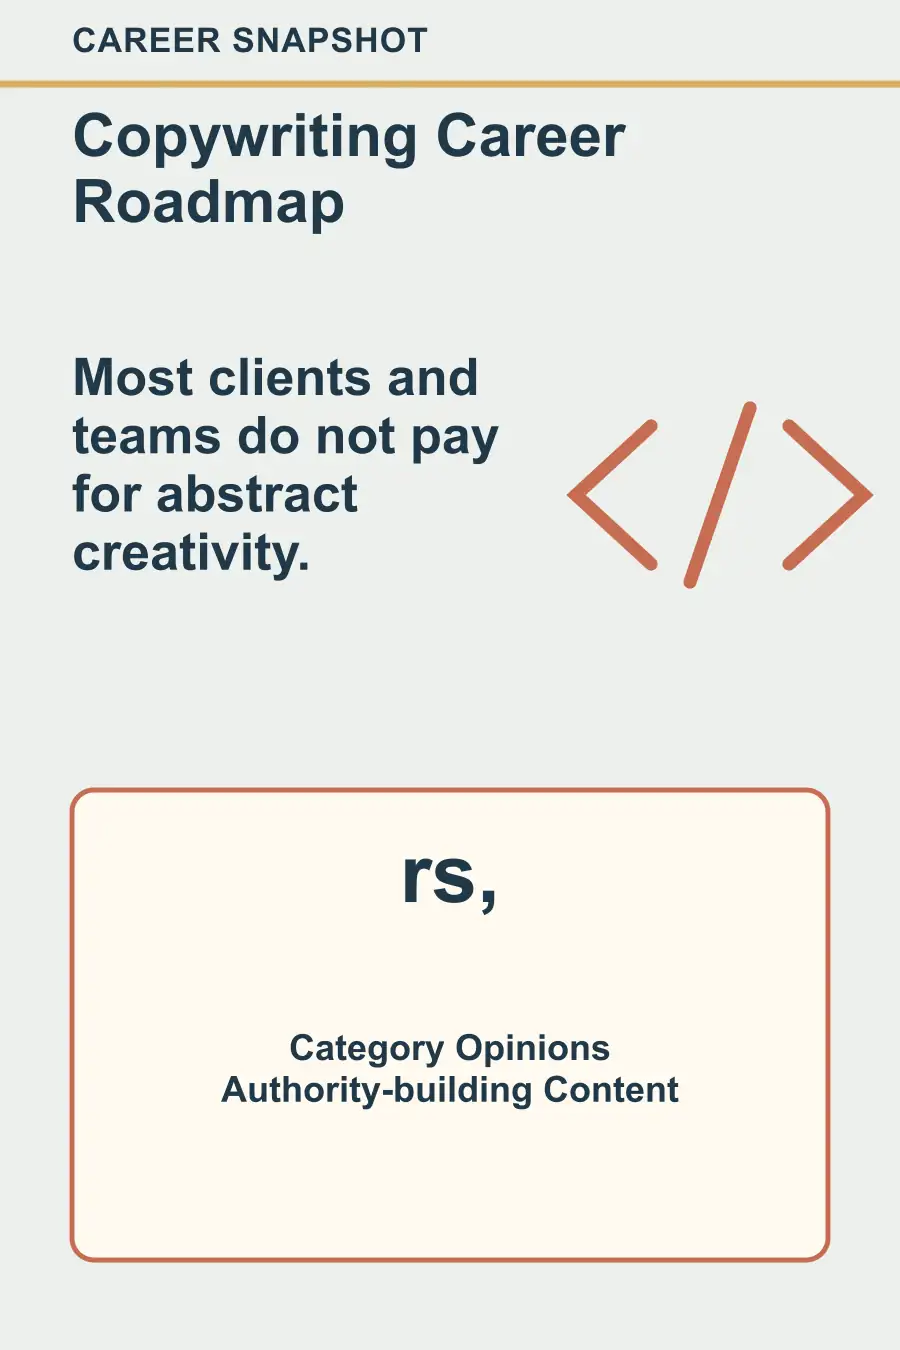 CAREER SNAPSHOT
Copywriting Career
Roadmap
Most clients and
teams do not pay
for abstract
creativity.
rs,
Category Opinions
Authority-building Content